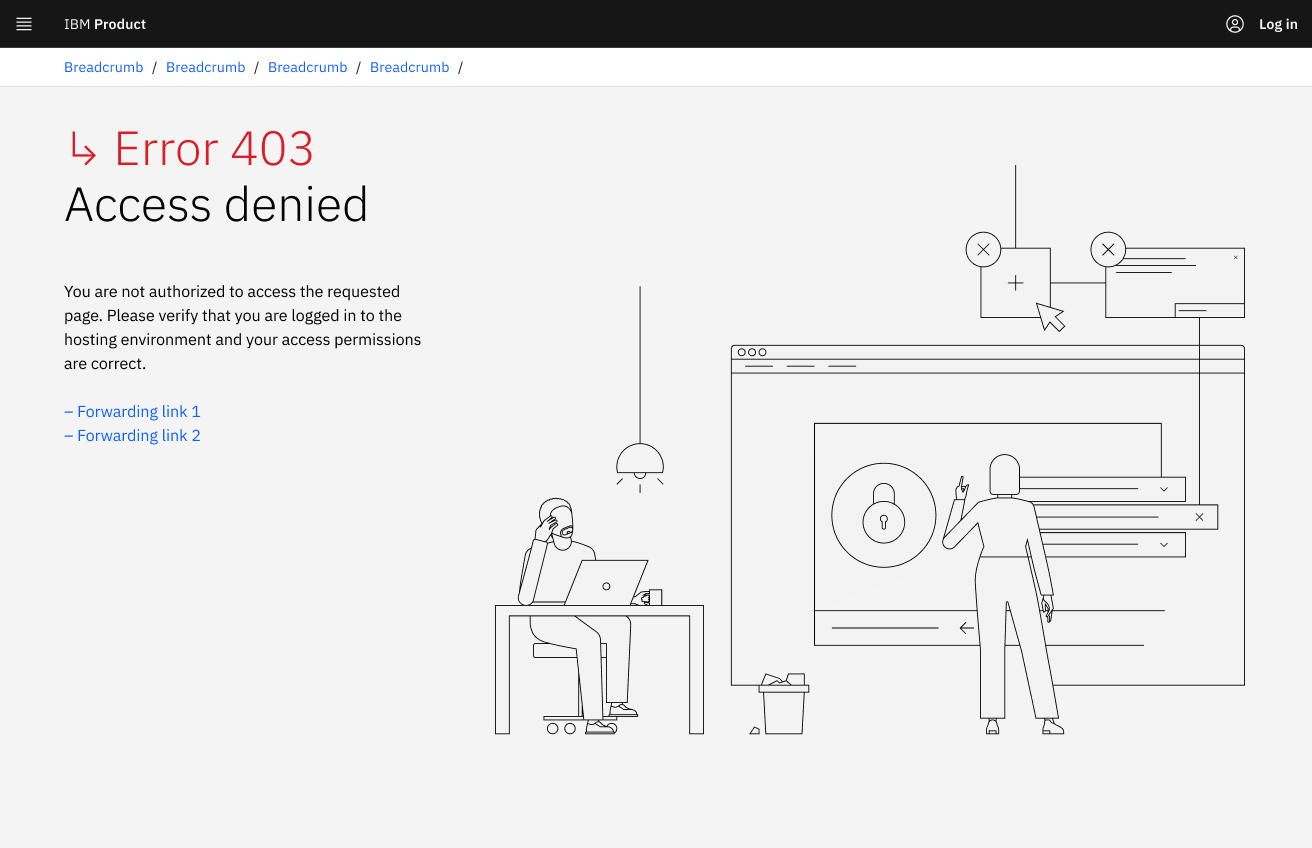 IBM Product
Log in
Breadcrumb / Breadcrumb / Breadcrumb / Breadcrumb /
↳ Error 403
Access denied
You are not authorized to access the requested
page. Please verify that you are logged in to the
hosting environment and your access permissions
are correct.
– Forwarding link 1
– Forwarding link 2